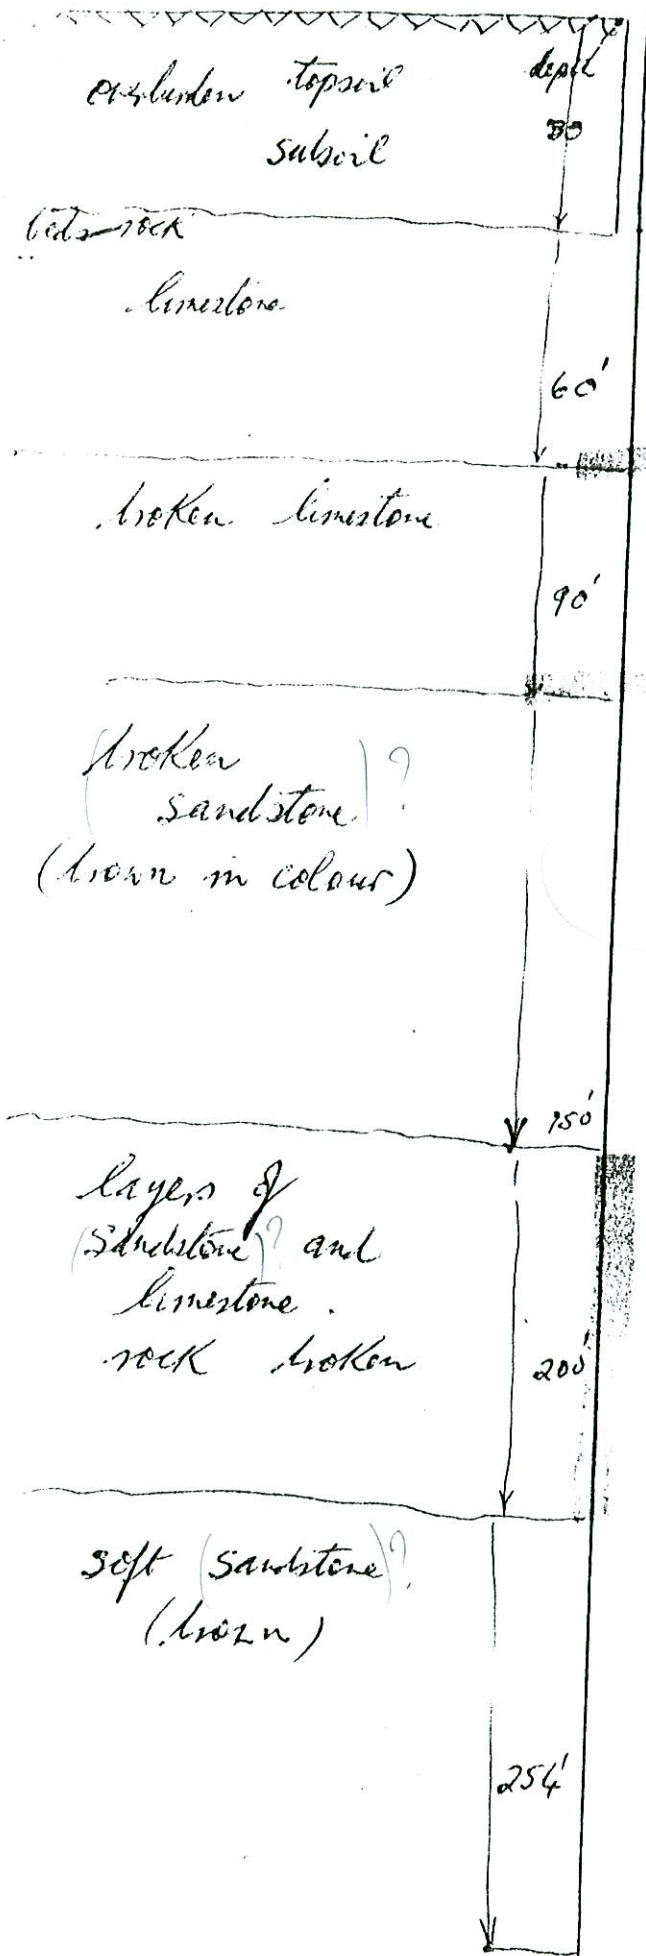 overburden topsoil depth
subsoil 30
bed-rock
limestone
60'
broken limestone
90'
(broken
sandstone)?
(brown in colour)
150'
layers of
(sandstone)? and
limestone.
rock broken
200'
soft (sandstone)?
(brown)
254'